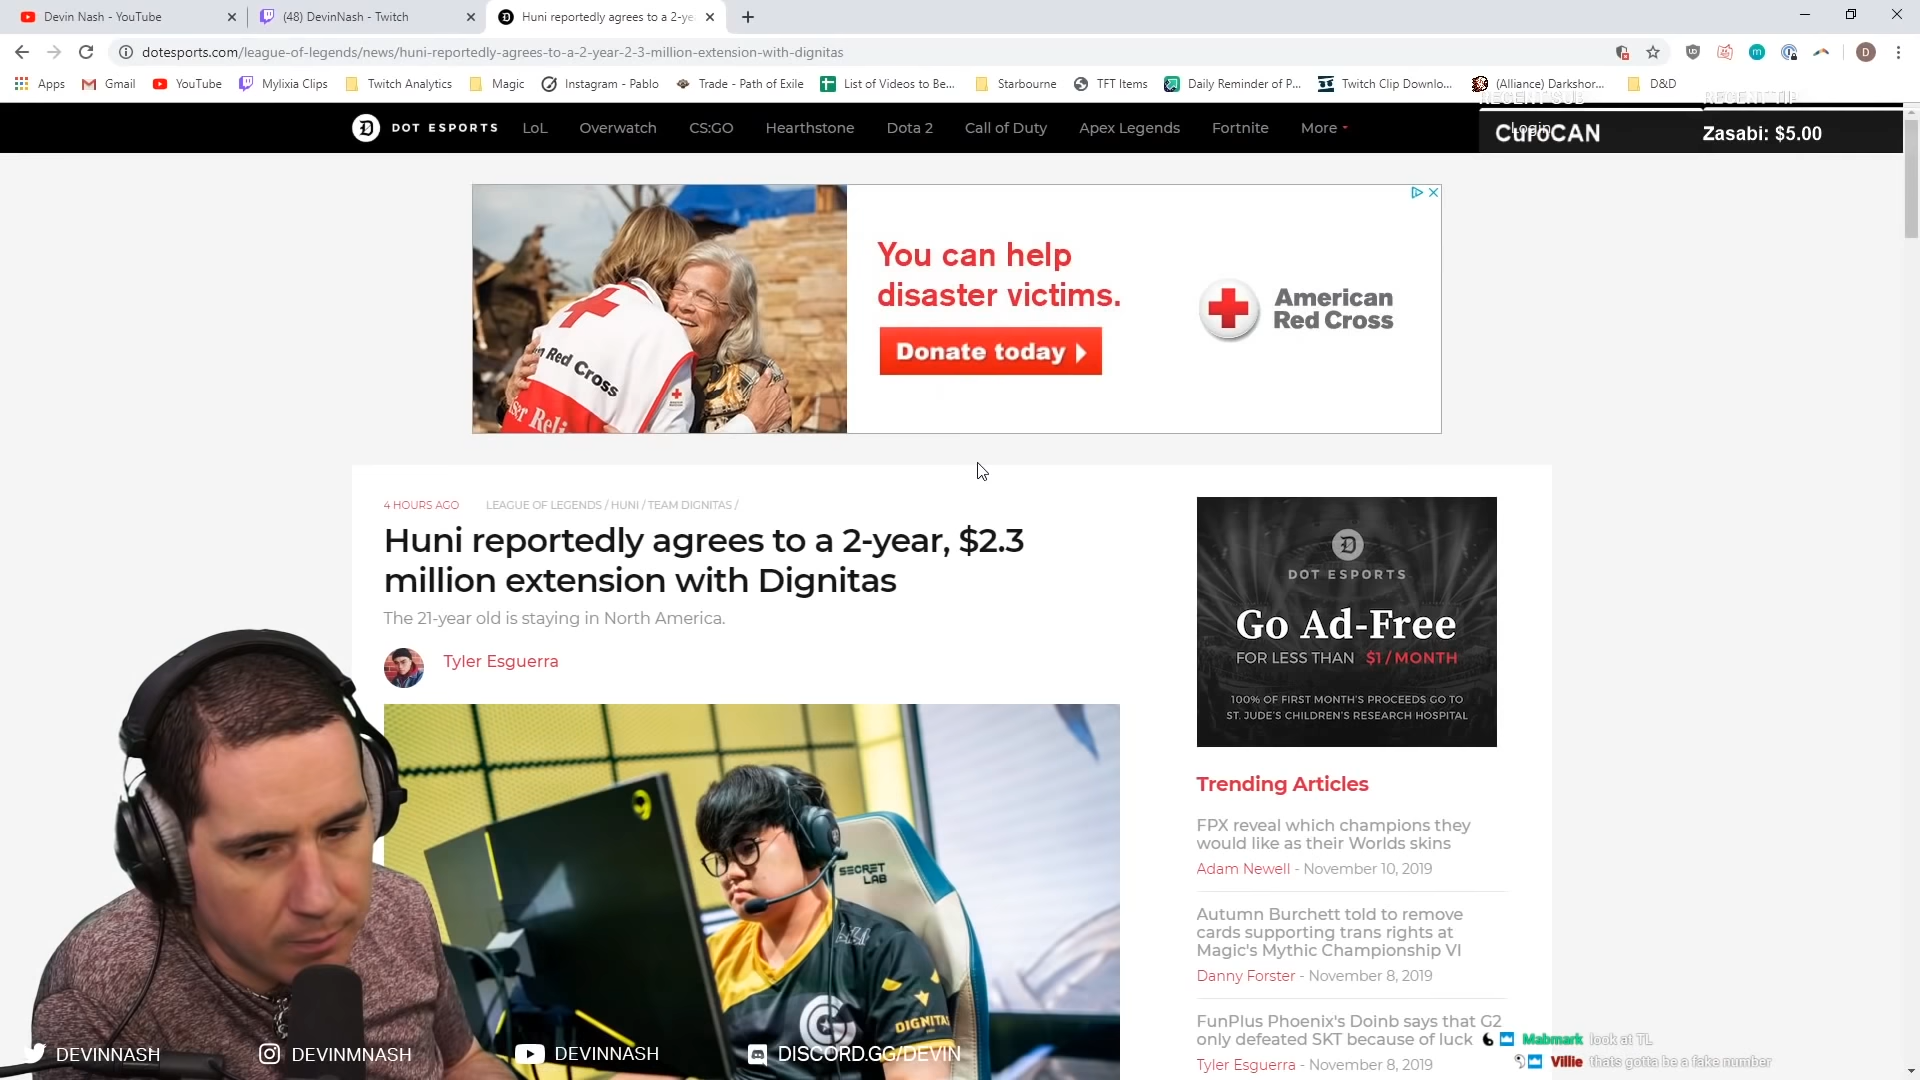 Devin Nash - YouTube
(48) DevinNash - Twitch
Huni reportedly agrees to a 2-ye
dotesports.com/league-of-legends/news/huni-reportedly-agrees-to-a-2-year-2-3-million-extension-with-dignitas
D
Apps
Gmail
YouTube
Mylixia Clips
Twitch Analytics
Magic
Instagram - Pablo
Trade - Path of Exile
List of Videos to Be...
Starbourne
TFT Items
Daily Reminder of P...
Twitch Clip Downlo...
(Alliance) Darkshor...
D&D
RECENT SUB
RECENT TIP
DOT ESPORTS
LoL
Overwatch
CS:GO
Hearthstone
Dota 2
Call of Duty
Apex Legends
Fortnite
More
Login
CuroCAN
Zasabi: $5.00
You can help
disaster victims.
Donate today
American
Red Cross
Red Cross
4 HOURS AGO
LEAGUE OF LEGENDS / HUNI / TEAM DIGNITAS /
Huni reportedly agrees to a 2-year, $2.3
million extension with Dignitas
The 21-year old is staying in North America.
Tyler Esguerra
SECRET
LAB
DIGNITAS
DOT ESPORTS
Go Ad-Free
FOR LESS THAN $1 / MONTH
100% OF FIRST MONTH'S PROCEEDS GO TO
ST. JUDE'S CHILDREN'S RESEARCH HOSPITAL
Trending Articles
FPX reveal which champions they
would like as their Worlds skins
Adam Newell - November 10, 2019
Autumn Burchett told to remove
cards supporting trans rights at
Magic's Mythic Championship VI
Danny Forster - November 8, 2019
FunPlus Phoenix's Doinb says that G2
only defeated SKT because of luck
Tyler Esguerra - November 8, 2019
Mabmark look at TL
Villie thats gotta be a fake number
DEVINNASH
DEVINMNASH
DEVINNASH
DISCORD.GG/DEVIN